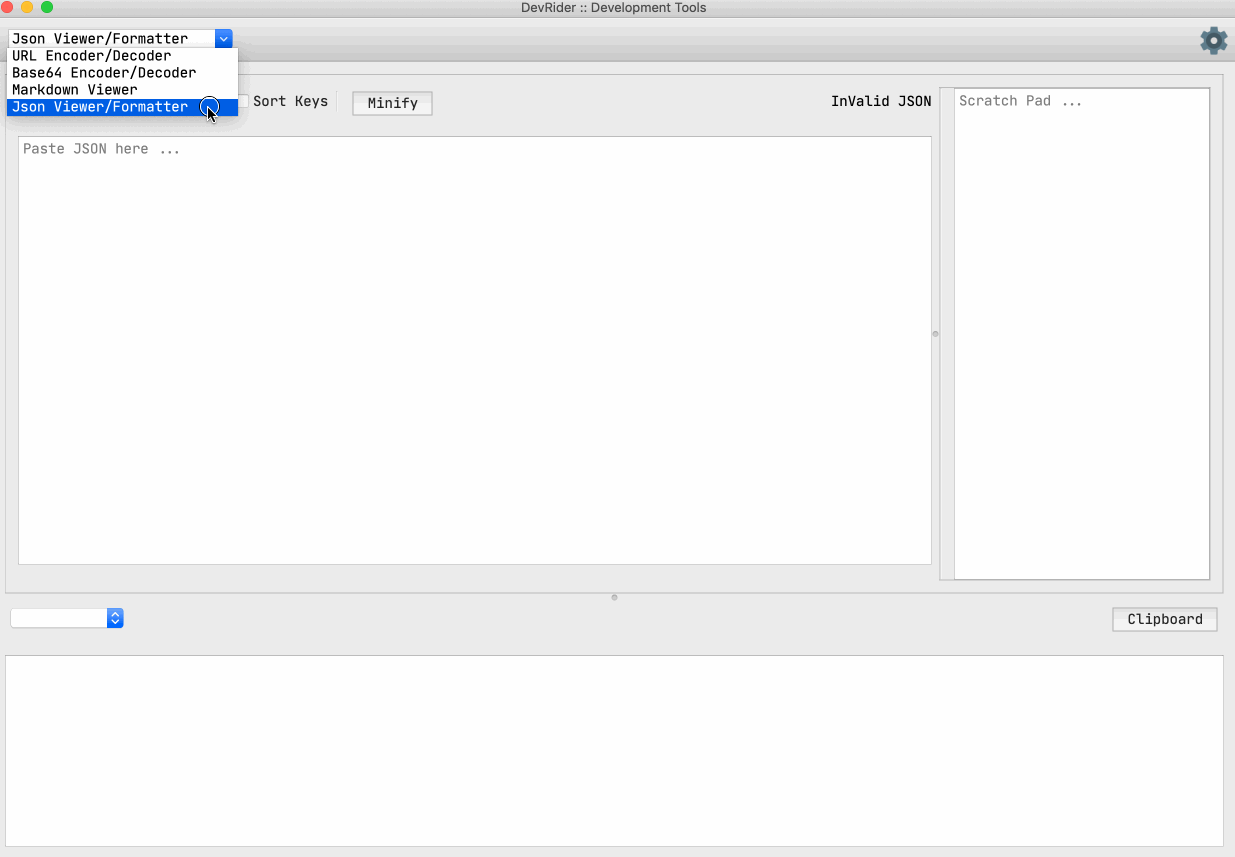 DevRider :: Development Tools
Json Viewer/Formatter
URL Encoder/Decoder
Base64 Encoder/Decoder
Markdown Viewer
Json Viewer/Formatter
Sort Keys
Minify
InValid JSON
Scratch Pad ...
Paste JSON here ...
Clipboard